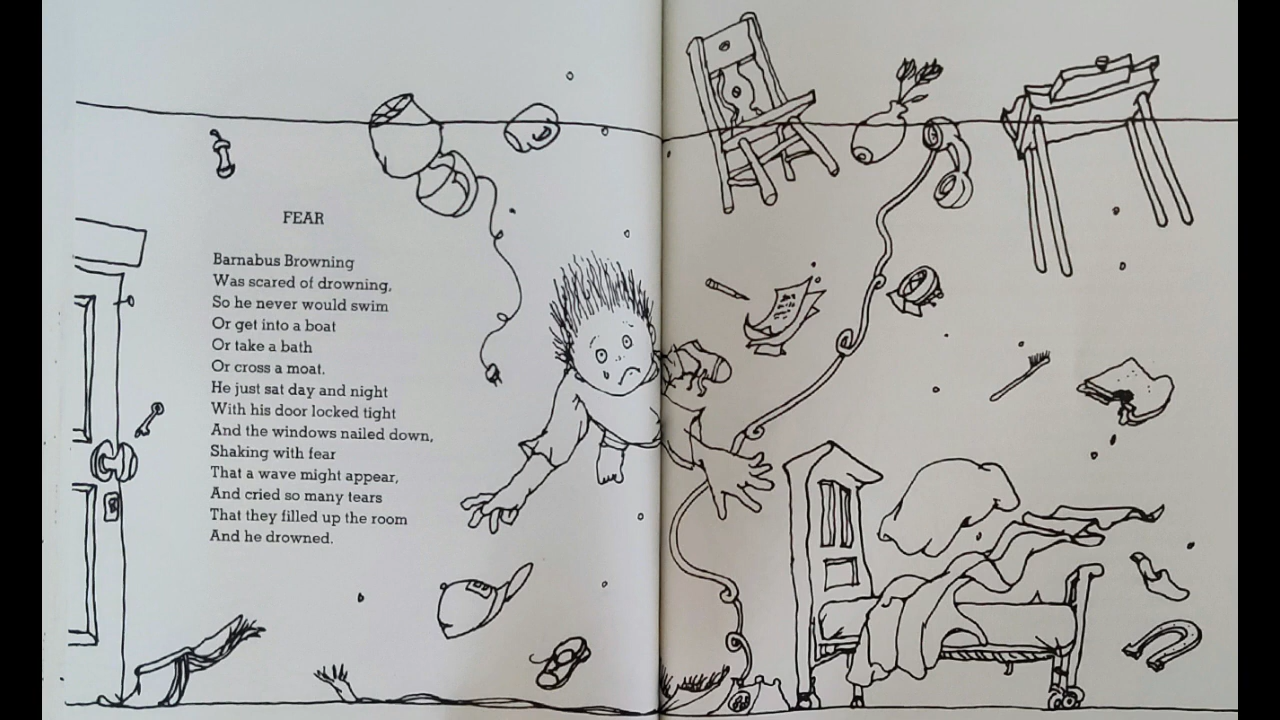 FEAR
Barnabus Browning
Was scared of drowning,
So he never would swim
Or get into a boat
Or take a bath
Or cross a moat.
He just sat day and night
With his door locked tight
And the windows nailed down,
Shaking with fear
That a wave might appear,
And cried so many tears
That they filled up the room
And he drowned.